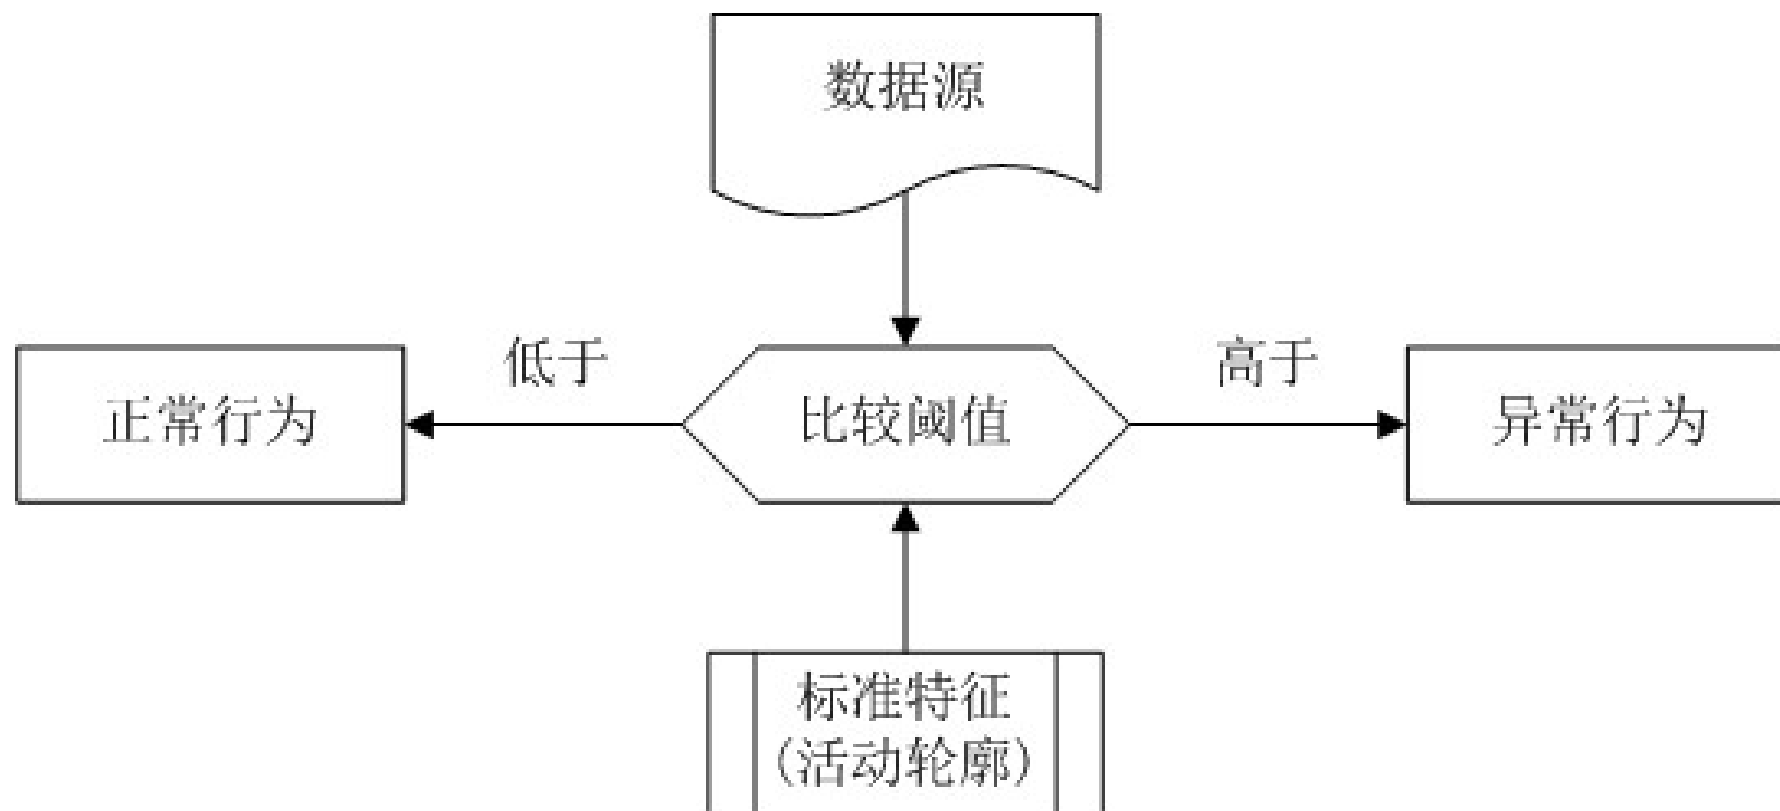 数据源
低于
高于
正常行为
比较阈值
异常行为
标准特征
(活动轮廓)